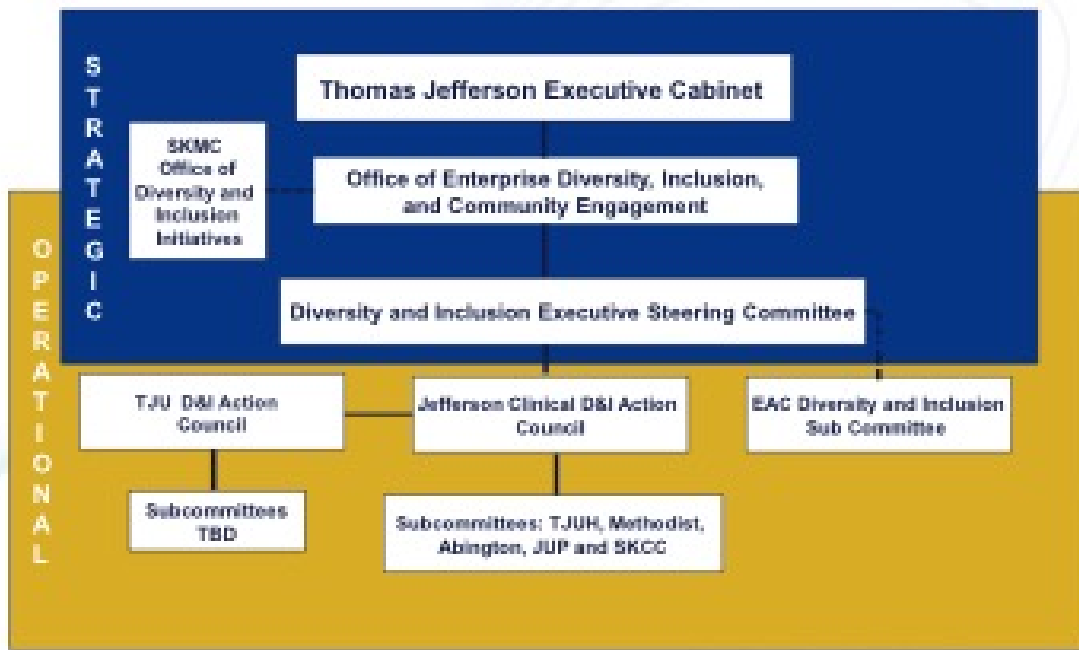 STRATEGIC
Thomas Jefferson Executive Cabinet
SKMC
Office of
Diversity and
Inclusion
Initiatives
Office of Enterprise Diversity, Inclusion,
and Community Engagement
OPERATIONAL
Diversity and Inclusion Executive Steering Committee
TJU D&I Action
Council
Jefferson Clinical D&I Action
Council
EAC Diversity and Inclusion
Sub Committee
Subcommittees
TBD
Subcommittees: TJUH, Methodist,
Abington, JUP and SKCC